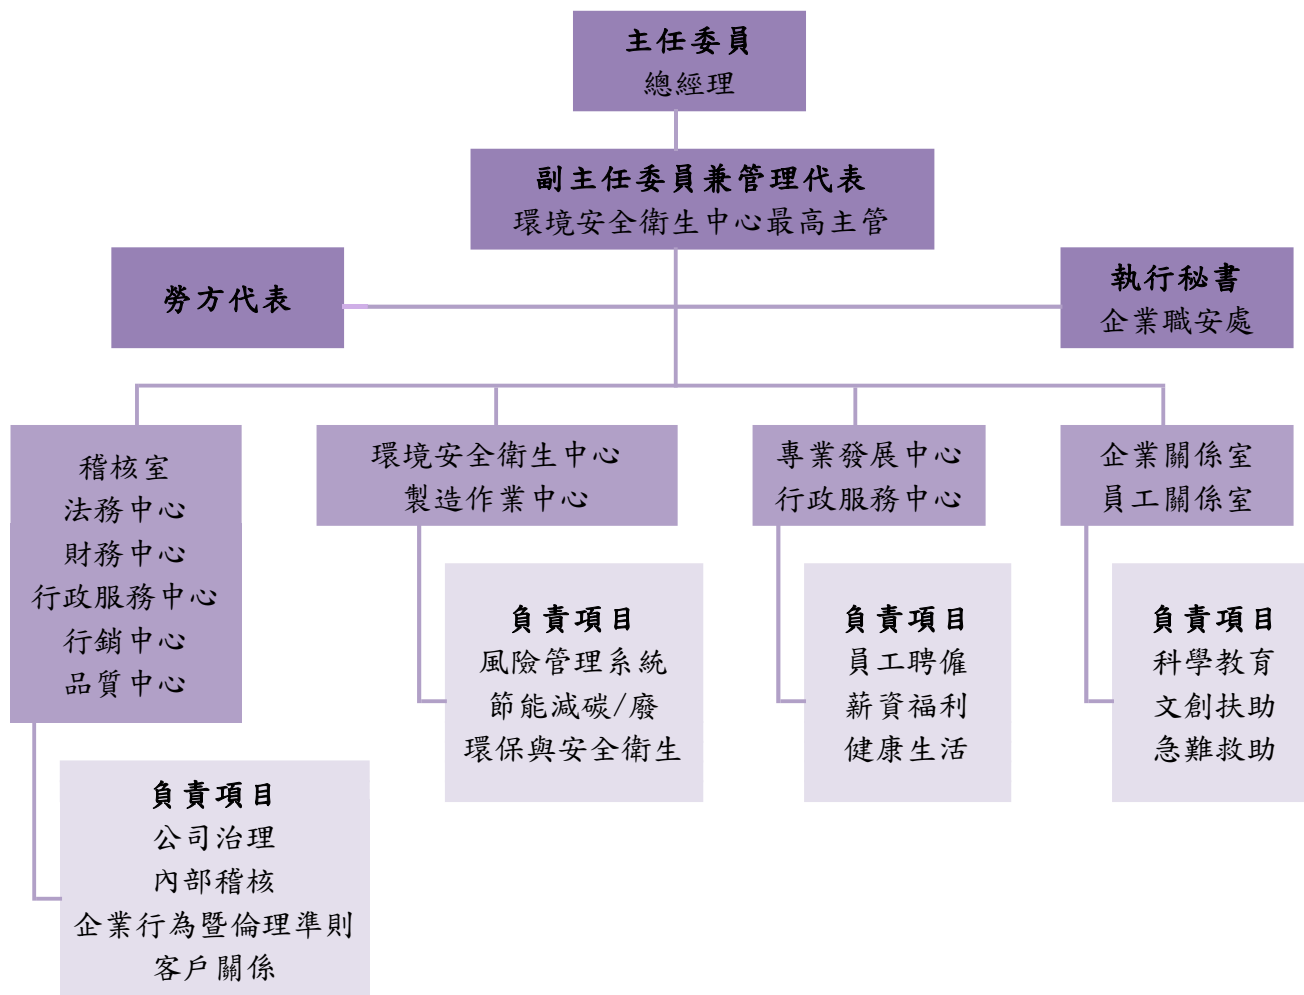 主任委員
總經理
副主任委員兼管理代表
環境安全衛生中心最高主管
勞方代表
執行秘書
企業職安處
稽核室
法務中心
財務中心
行政服務中心
行銷中心
品質中心
環境安全衛生中心
製造作業中心
專業發展中心
行政服務中心
企業關係室
員工關係室
負責項目
公司治理
內部稽核
企業行為暨倫理準則
客戶關係
負責項目
風險管理系統
節能減碳/廢
環保與安全衛生
負責項目
員工聘僱
薪資福利
健康生活
負責項目
科學教育
文創扶助
急難救助